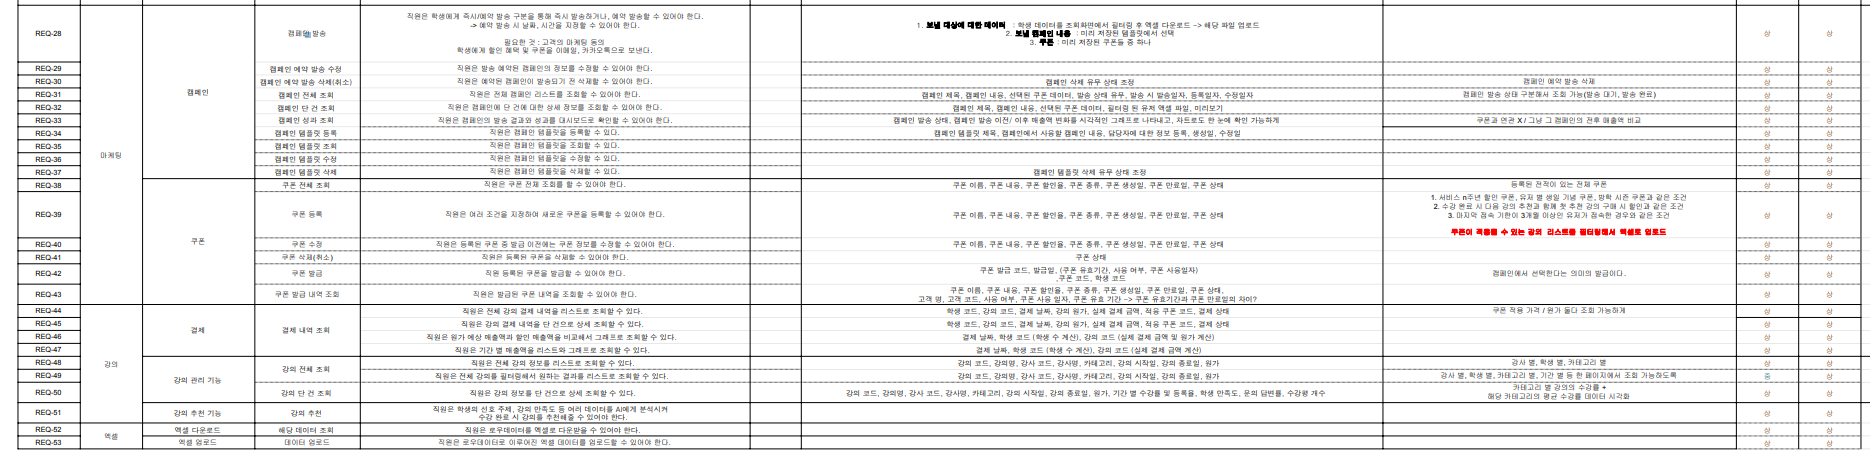 REQ-28
마케팅
캠페인
캠페인 발송
직원은 학생에게 즉시/예약 발송 구분을 통해 즉시 발송하거나, 예약 발송할 수 있어야 한다.
-> 예약 발송 시 날짜, 시간을 지정할 수 있어야 한다.
필요한 것 : 고객의 마케팅 동의
학생에게 할인 혜택 및 쿠폰을 이메일, 카카오톡으로 보낸다.
1. 보낼 대상에 대한 데이터 : 학생 데이터를 조회화면에서 필터링 후 엑셀 다운로드 -> 해당 파일 업로드
2. 보낼 캠페인 내용 : 미리 저장된 템플릿에서 선택
3. 쿠폰 : 미리 저장된 쿠폰들 중 하나
상 상
REQ-29 캠페인 예약 발송 수정 직원은 발송 예약된 캠페인의 정보를 수정할 수 있어야 한다. 상 상
REQ-30 캠페인 예약 발송 삭제(취소) 직원은 예약된 캠페인이 발송되기 전 삭제할 수 있어야 한다. 캠페인 삭제 유무 상태 조정 캠페인 예약 발송 삭제 상 상
REQ-31 캠페인 전체 조회 직원은 전체 캠페인 리스트를 조회할 수 있어야 한다. 캠페인 제목, 캠페인 내용, 선택된 쿠폰 데이터, 발송 상태 유무, 발송 시 발송일자, 등록일자, 수정일자 캠페인 발송 상태 구분해서 조회 가능(발송 대기, 발송 완료) 상 상
REQ-32 캠페인 단 건 조회 직원은 캠페인에 단 건에 대한 상세 정보를 조회할 수 있어야 한다. 캠페인 제목, 캠페인 내용, 선택된 쿠폰 데이터, 필터링 된 유저 엑셀 파일, 미리보기 상 상
REQ-33 캠페인 성과 조회 직원은 캠페인의 발송 결과와 성과를 대시보드로 확인할 수 있어야 한다. 캠페인 발송 상태, 캠페인 발송 이전/ 이후 매출액 변화를 시각적인 그래프로 나타내고, 차트로도 한 눈에 확인 가능하게 쿠폰과 연관 X / 그냥 그 캠페인의 전후 매출액 비교 상 상
REQ-34 캠페인 템플릿 등록 직원은 캠페인 템플릿을 등록할 수 있다. 캠페인 템플릿 제목, 캠페인에서 사용할 캠페인 내용, 담당자에 대한 정보 등록, 생성일, 수정일 상 상
REQ-35 캠페인 템플릿 조회 직원은 캠페인 템플릿을 조회할 수 있다. 상 상
REQ-36 캠페인 템플릿 수정 직원은 캠페인 템플릿을 수정할 수 있다. 상 상
REQ-37 캠페인 템플릿 삭제 직원은 캠페인 템플릿을 삭제할 수 있다. 캠페인 템플릿 삭제 유무 상태 조정 상 상
REQ-38 쿠폰 쿠폰 전체 조회 직원은 쿠폰 전체 조회를 할 수 있어야 한다. 쿠폰 이름, 쿠폰 내용, 쿠폰 할인율, 쿠폰 종류, 쿠폰 생성일, 쿠폰 만료일, 쿠폰 상태 등록된 전적이 있는 전체 쿠폰 상 상
REQ-39 쿠폰 등록 직원은 여러 조건을 지정하여 새로운 쿠폰을 등록할 수 있어야 한다. 쿠폰 이름, 쿠폰 내용, 쿠폰 할인율, 쿠폰 종류, 쿠폰 생성일, 쿠폰 만료일, 쿠폰 상태
1. 서비스 n주년 할인 쿠폰, 유저 별 생일 기념 쿠폰, 방학 시즌 쿠폰과 같은 조건
2. 수강 완료 시 다음 강의 추천과 함께 첫 추천 강의 구매 시 할인과 같은 조건
3. 마지막 접속 기한이 3개월 이상인 유저가 접속한 경우와 같은 조건
쿠폰이 적용될 수 있는 강의 리스트를 필터링해서 엑셀로 업로드
상 상
REQ-40 쿠폰 수정 직원은 등록된 쿠폰 중 발급 이전에는 쿠폰 정보를 수정할 수 있어야 한다. 쿠폰 이름, 쿠폰 내용, 쿠폰 할인율, 쿠폰 종류, 쿠폰 생성일, 쿠폰 만료일, 쿠폰 상태 상 상
REQ-41 쿠폰 삭제(취소) 직원은 등록된 쿠폰을 삭제할 수 있어야 한다. 쿠폰 상태 상 상
REQ-42 쿠폰 발급 직원 등록된 쿠폰을 발급할 수 있어야 한다. 쿠폰 발급 코드, 발급일, (쿠폰 유효기간, 사용 여부, 쿠폰 사용일자)
,쿠폰 코드, 학생 코드
캠페인에서 선택한다는 의미의 발급이다. 상 상
REQ-43 쿠폰 발급 내역 조회 직원은 발급된 쿠폰 내역을 조회할 수 있어야 한다. 쿠폰 이름, 쿠폰 내용, 쿠폰 할인율, 쿠폰 종류, 쿠폰 생성일, 쿠폰 만료일, 쿠폰 상태,
고객 명, 고객 코드, 사용 여부, 쿠폰 사용 일자, 쿠폰 유효 기간 -> 쿠폰 유효기간과 쿠폰 만료일의 차이?
상 상
REQ-44 강의 결제 결제 내역 조회 직원은 전체 강의 결제 내역을 리스트로 조회할 수 있다. 학생 코드, 강의 코드, 결제 날짜, 강의 원가, 실제 결제 금액, 적용 쿠폰 코드, 결제 상태 쿠폰 적용 가격 / 원가 둘다 조회 가능하게 상 상
REQ-45 직원은 강의 결제 내역을 단 건으로 상세 조회할 수 있다. 학생 코드, 강의 코드, 결제 날짜, 강의 원가, 실제 결제 금액, 적용 쿠폰 코드, 결제 상태 상 상
REQ-46 직원은 원가 예상 매출액과 할인 매출액을 비교해서 그래프로 조회할 수 있다. 결제 날짜, 학생 코드 (학생 수 계산), 강의 코드 (실제 결제 금액 및 원가 계산) 상 상
REQ-47 직원은 기간 별 매출액을 리스트와 그래프로 조회할 수 있다. 결제 날짜, 학생 코드 (학생 수 계산), 강의 코드 (실제 결제 금액 계산) 상 상
REQ-48 강의 관리 기능 강의 전체 조회 직원은 전체 강의 정보를 리스트로 조회할 수 있다. 강의 코드, 강의명, 강사 코드, 강사명, 카테고리, 강의 시작일, 강의 종료일, 원가 강사 별, 학생 별, 카테고리 별 상 상
REQ-49 직원은 전체 강의를 필터링해서 원하는 결과를 리스트로 조회할 수 있다. 강의 코드, 강의명, 강사 코드, 강사명, 카테고리, 강의 시작일, 강의 종료일, 원가 강사 별, 학생 별, 카테고리 별, 기간 별 등 한 페이지에서 조회 가능하도록 중 상
REQ-50 강의 단 건 조회 직원은 강의 정보를 단 건으로 상세 조회할 수 있다. 강의 코드, 강의명, 강사 코드, 강사명, 카테고리, 강의 시작일, 강의 종료일, 원가, 기간 별 수강률 및 등록율, 학생 만족도, 문의 답변률, 수강평 개수
카테고리 별 강의의 수강률 +
해당 카테고리의 평균 수강률 데이터 시각화
상 상
REQ-51 강의 추천 기능 강의 추천 직원은 학생의 선호 주제, 강의 만족도 등 여러 데이터를 AI에게 분석시켜
수강 완료 시 강의를 추천해줄 수 있어야 한다.
상 상
REQ-52 엑셀 엑셀 다운로드 해당 데이터 조회 직원은 로우데이터를 엑셀로 다운받을 수 있어야 한다. 상 상
REQ-53 엑셀 업로드 데이터 업로드 직원은 로우데이터로 이루어진 엑셀 데이터를 업로드할 수 있어야 한다. 상 상